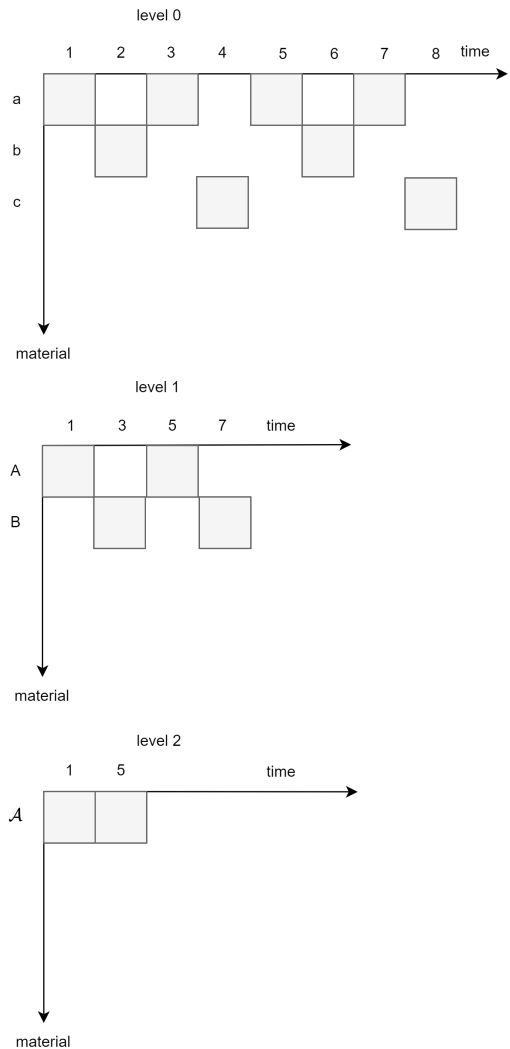 level 0
1 2 3 4 5 6 7 8 time
a
b
c
material
level 1
1 3 5 7 time
A
B
material
level 2
1 5 time
𝒜
material